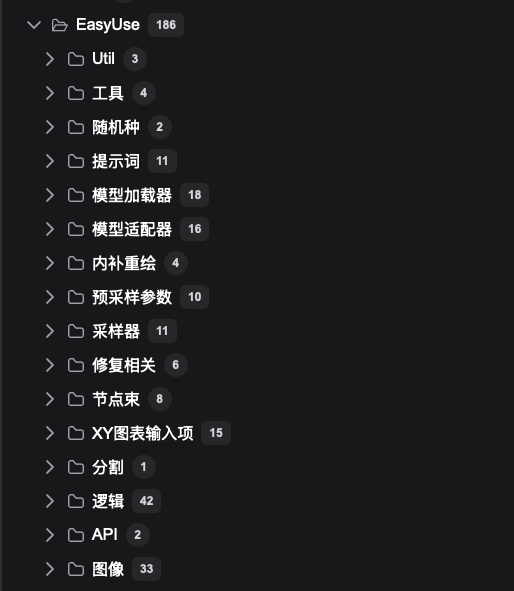 EasyUse 186
Util 3
工具 4
随机种 2
提示词 11
模型加载器 18
模型适配器 16
内补重绘 4
预采样参数 10
采样器 11
修复相关 6
节点束 8
XY图表输入项 15
分割 1
逻辑 42
API 2
图像 33